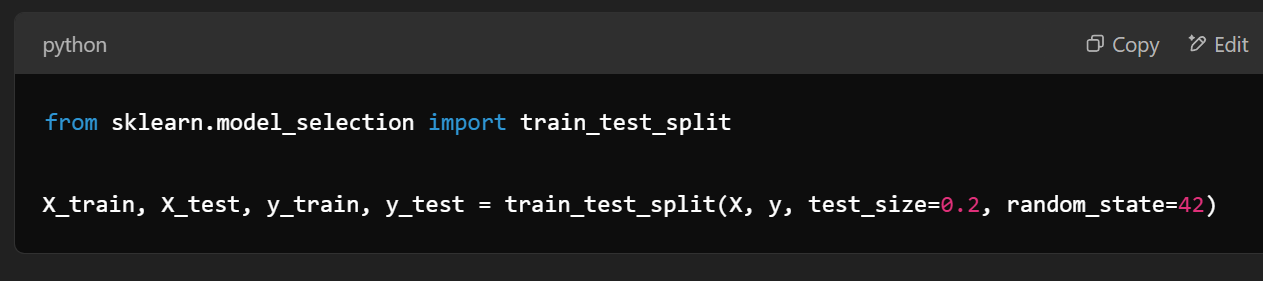 python
Copy Edit
from sklearn.model_selection import train_test_split
X_train, X_test, y_train, y_test = train_test_split(X, y, test_size=0.2, random_state=42)